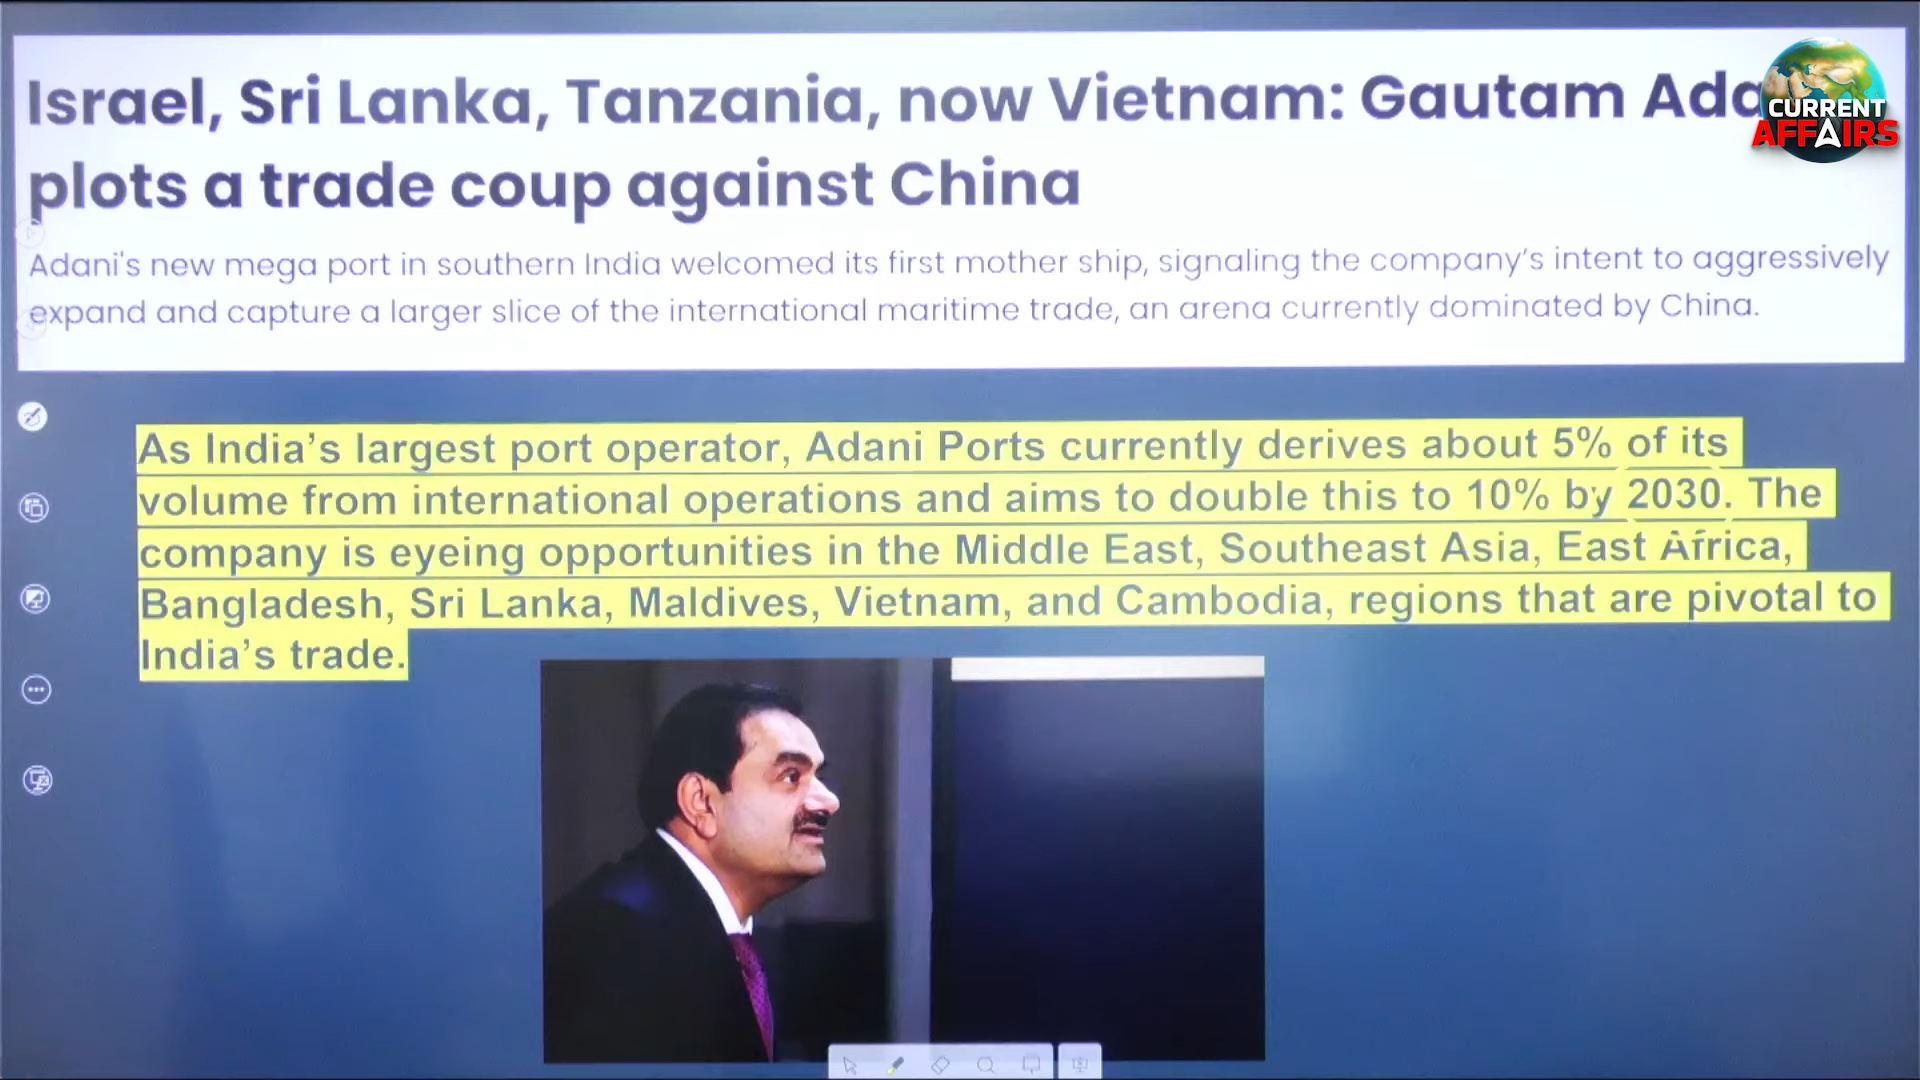 Israel, Sri Lanka, Tanzania, now Vietnam: Gautam Ada
plots a trade coup against China
Adani's new mega port in southern India welcomed its first mother ship, signaling the company's intent to aggressively
expand and capture a larger slice of the international maritime trade, an arena currently dominated by China.
CURRENT
AFFAIRS
As India's largest port operator, Adani Ports currently derives about 5% of its
volume from international operations and aims to double this to 10% by 2030. The
company is eyeing opportunities in the Middle East, Southeast Asia, East Africa,
Bangladesh, Sri Lanka, Maldives, Vietnam, and Cambodia, regions that are pivotal to
India's trade.